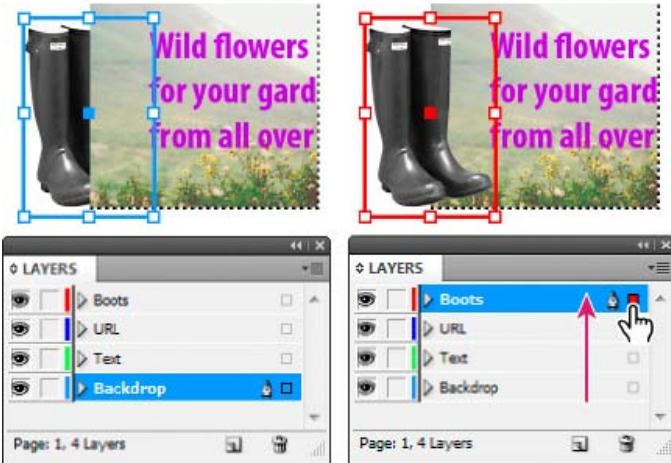 Wild flowers
for your gard
from all over
Wild flowers
for your gard
from all over
LAYERS
Boots
URL
Text
Backdrop
Page: 1, 4 Layers
LAYERS
Boots
URL
Text
Backdrop
Page: 1, 4 Layers